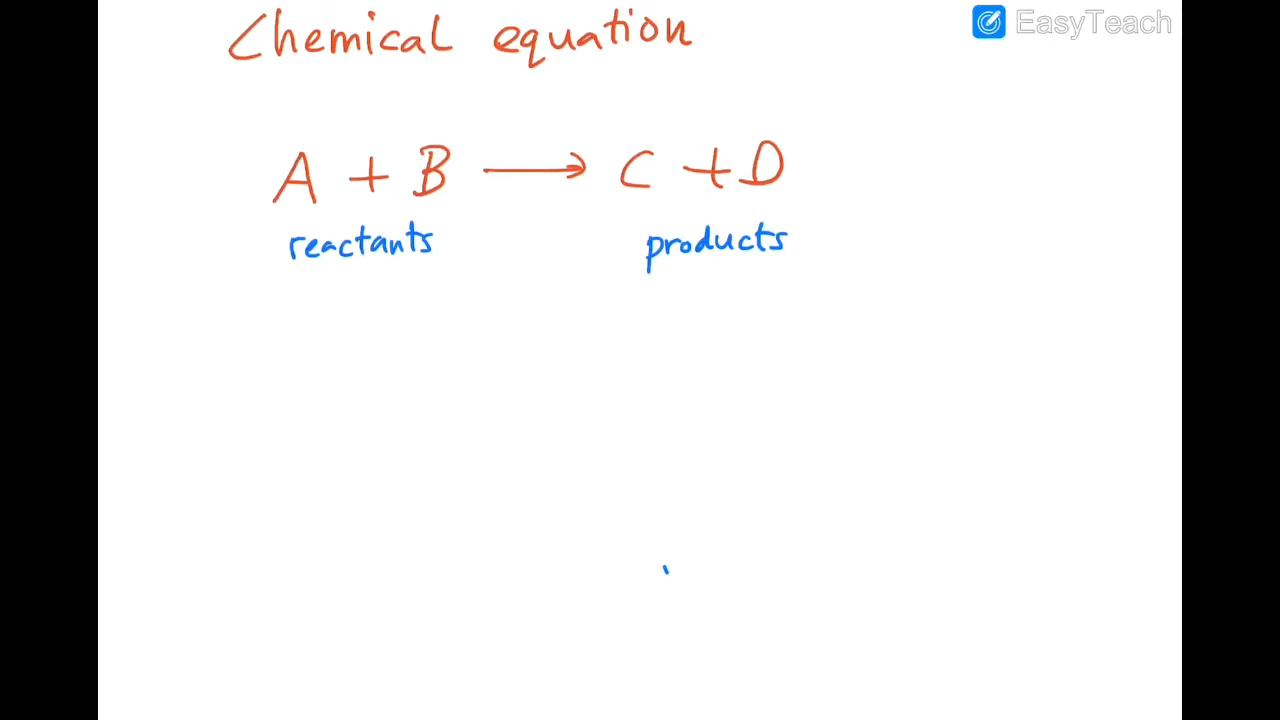 EasyTeach
Chemical equation
A + B ⟶ C + D
reactants products